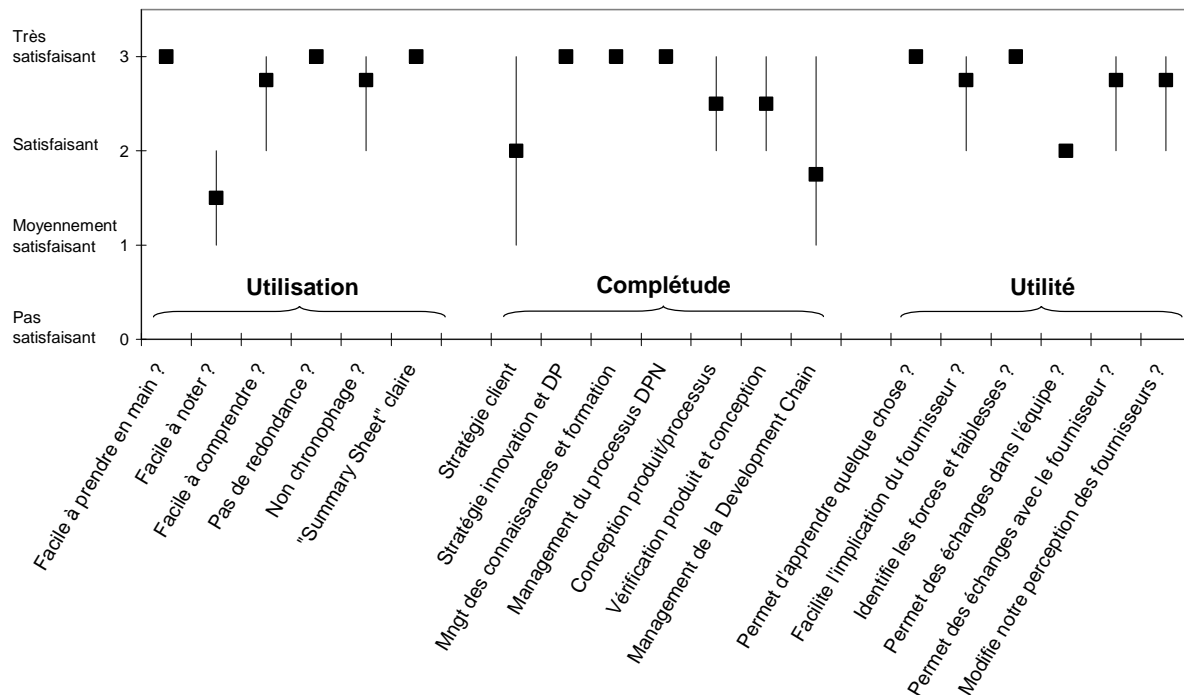 Très
satisfaisant
3
Satisfaisant
2
Moyennement
satisfaisant
1
Pas
satisfaisant
0
Utilisation
Complétude
Utilité
Facile à prendre en main ?
Facile à noter ?
Facile à comprendre ?
Pas de redondance ?
Non chronophage ?
"Summary Sheet" claire
Stratégie client
Stratégie innovation et DP
Mngt des connaissances et formation
Management du processus DPN
Conception produit/processus
Vérification produit et conception
Management de la Development Chain
Permet d'apprendre quelque chose ?
Facilite l'implication du fournisseur ?
Identifie les forces et faiblesses ?
Permet des échanges dans l'équipe ?
Permet des échanges avec le fournisseur ?
Modifie notre perception des fournisseurs ?